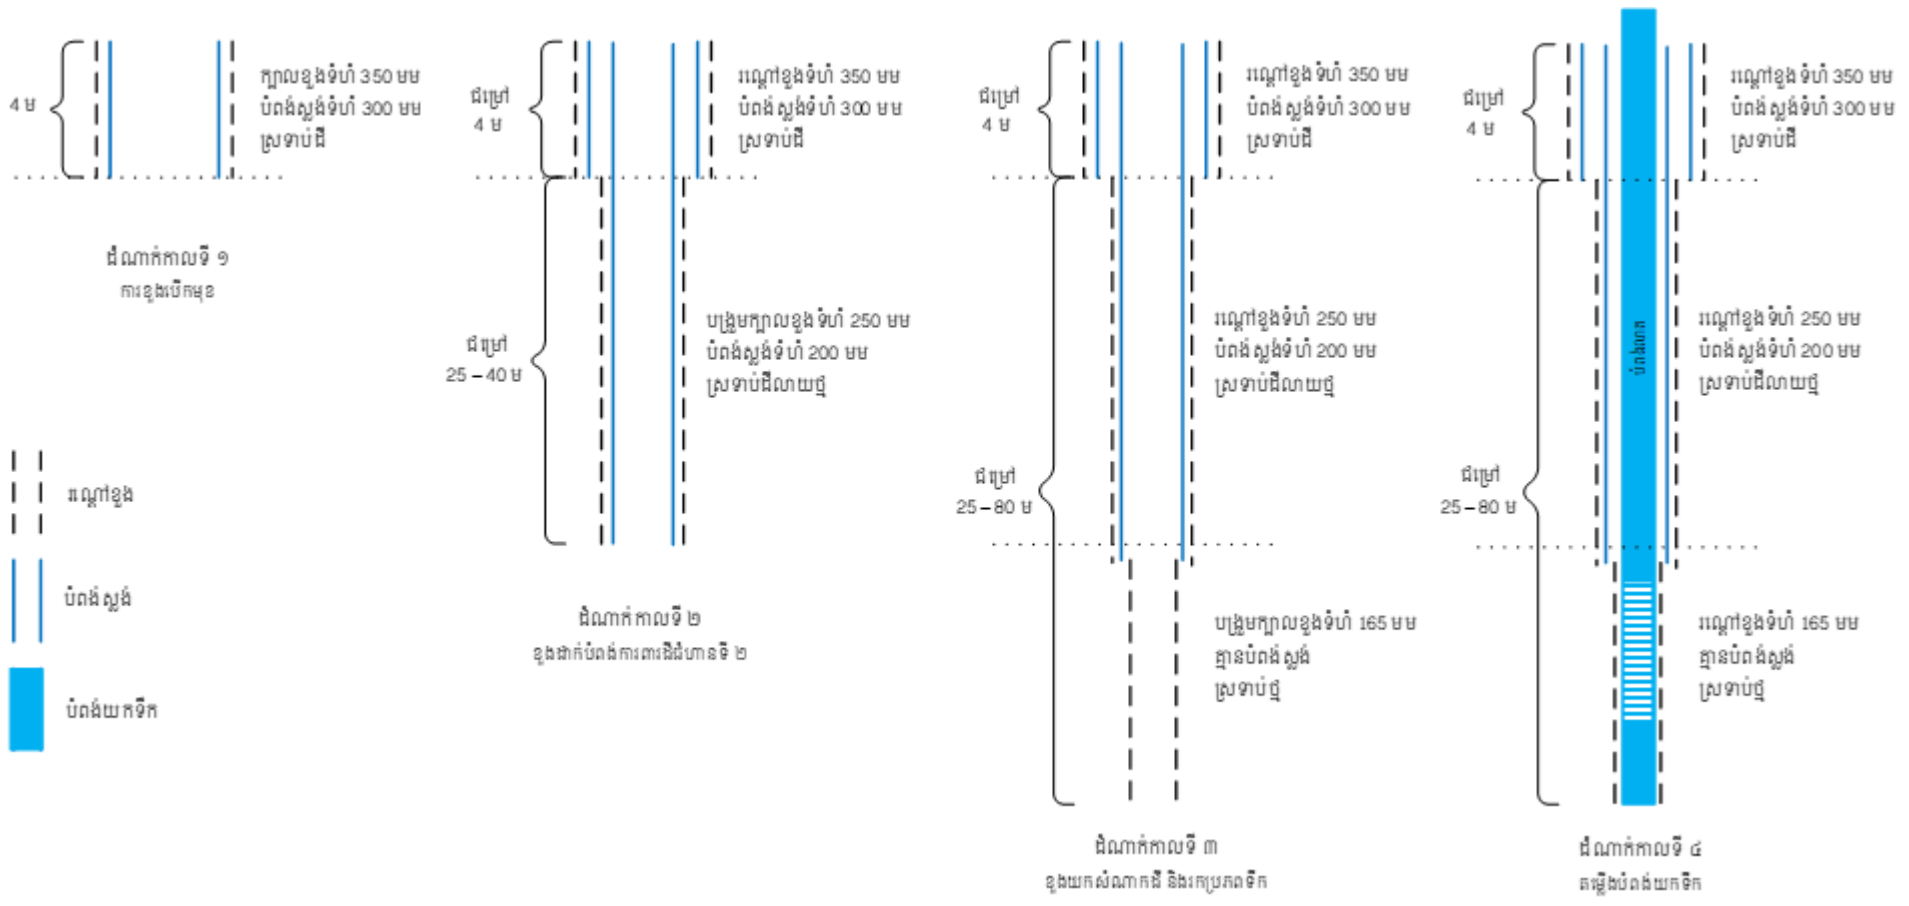 4 ម
ក្បាលខួងទំហំ 350 មម
បំពង់ស្លង់ទំហំ 300 មម
ស្រទាប់ដី
ដំណាក់កាលទី ១
ការខួងបើកមុខ
រណ្តៅខួង
បំពង់ស្លង់
បំពង់យកទឹក
ជម្រៅ
4 ម
រណ្តៅខួងទំហំ 350 មម
បំពង់ស្លង់ទំហំ 300 មម
ស្រទាប់ដី
ជម្រៅ
25 – 40 ម
បង្រួមក្បាលខួងទំហំ 250 មម
បំពង់ស្លង់ទំហំ 200 មម
ស្រទាប់ដីលាយថ្ម
ដំណាក់កាលទី ២
ខួងដាក់បំពង់ការពារដីជំហានទី ២
ជម្រៅ
4 ម
រណ្តៅខួងទំហំ 350 មម
បំពង់ស្លង់ទំហំ 300 មម
ស្រទាប់ដី
រណ្តៅខួងទំហំ 250 មម
បំពង់ស្លង់ទំហំ 200 មម
ស្រទាប់ដីលាយថ្ម
ជម្រៅ
25 – 80 ម
បង្រួមក្បាលខួងទំហំ 165 មម
គ្មានបំពង់ស្លង់
ស្រទាប់ថ្ម
ដំណាក់កាលទី ៣
ខួងយកសំណាកដី និងរកប្រភពទឹក
ជម្រៅ
4 ម
រណ្តៅខួងទំហំ 350 មម
បំពង់ស្លង់ទំហំ 300 មម
ស្រទាប់ដី
បំពង់ណាត
រណ្តៅខួងទំហំ 250 មម
បំពង់ស្លង់ទំហំ 200 មម
ស្រទាប់ដីលាយថ្ម
ជម្រៅ
25 – 80 ម
រណ្តៅខួងទំហំ 165 មម
គ្មានបំពង់ស្លង់
ស្រទាប់ថ្ម
ដំណាក់កាលទី ៤
តម្លើងបំពង់យកទឹក